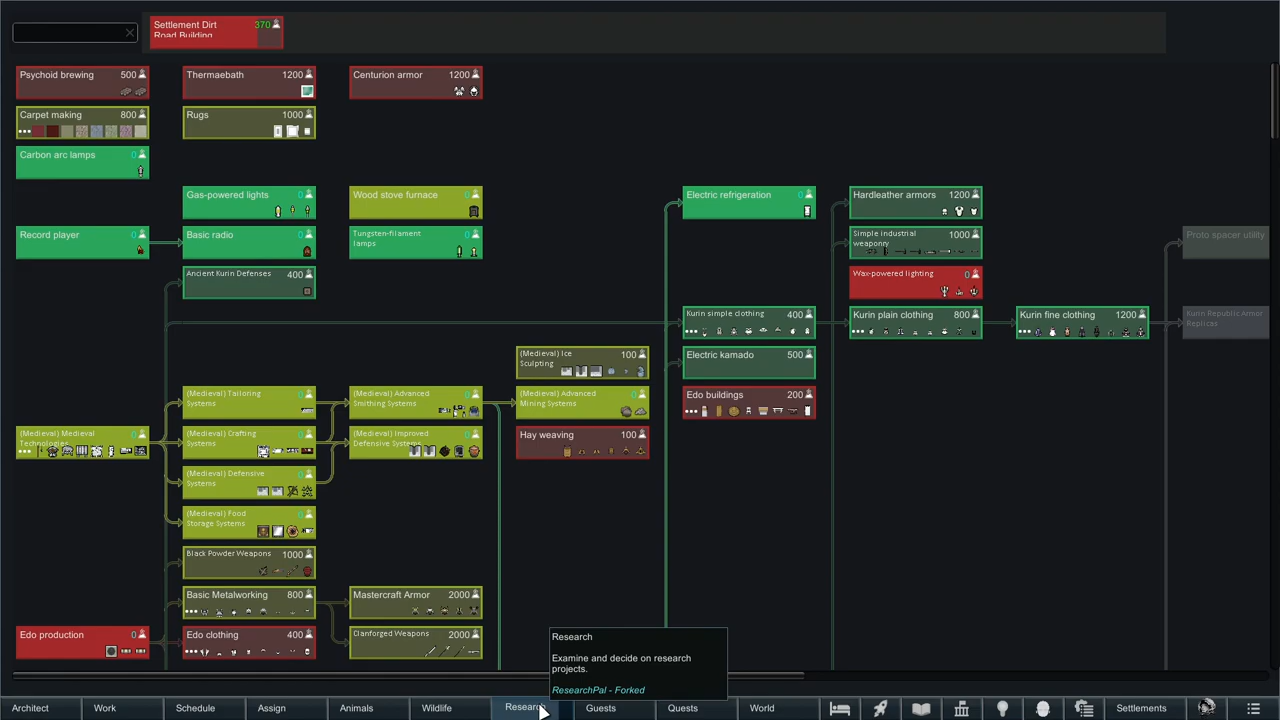 Settlement Dirt 370
Road Building
Psychoid brewing 500
Thermaebath 1200
Centurion armor 1200
Carpet making 800
Rugs 1000
Carbon arc lamps 0
Gas-powered lights 0
Wood stove furnace 0
Electric refrigeration 0
Hardleather armors 1200
Record player 0
Basic radio 0
Tungsten-filament 0
lamps
Simple industrial 1000
weaponry
Proto spacer utility
Ancient Kurin Defenses 400
Wax-powered lighting 0
Kurin simple clothing 400
Kurin plain clothing 800
Kurin fine clothing 1200
Kurin Republic Armor
Replicas
(Medieval) Ice 100
Sculpting
Electric kamado 500
(Medieval) Tailoring 0
Systems
(Medieval) Advanced 0
Smithing Systems
(Medieval) Advanced 0
Mining Systems
Edo buildings 200
(Medieval) Medieval 0
Technologies
(Medieval) Crafting 0
Systems
(Medieval) Improved 0
Defensive Systems
Hay weaving 100
(Medieval) Defensive 0
Systems
(Medieval) Food 0
Storage Systems
Black Powder Weapons 1000
Basic Metalworking 800
Mastercraft Armor 2000
Edo production 0
Edo clothing 400
Clanforged Weapons 2000
Research
Examine and decide on research
projects.
ResearchPal - Forked
Architect
Work
Schedule
Assign
Animals
Wildlife
Research
Guests
Quests
World
Settlements